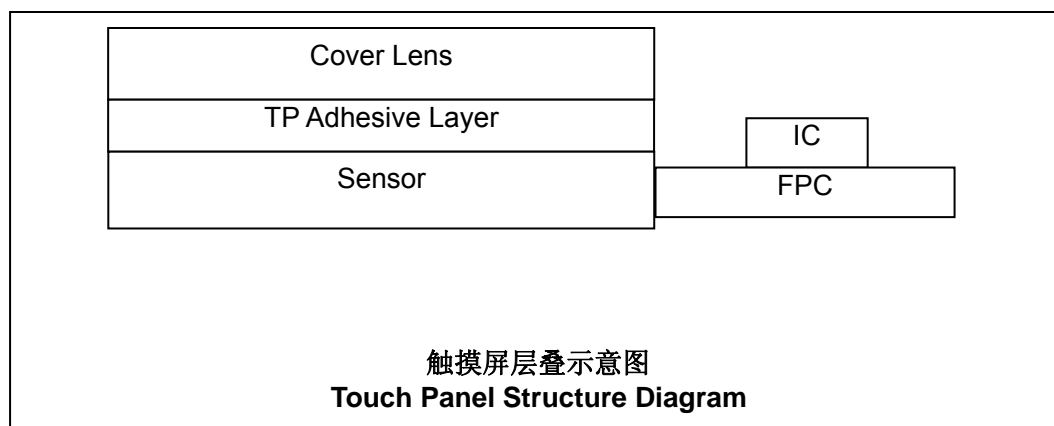 Cover Lens
TP Adhesive Layer
IC
Sensor
FPC
触摸屏层叠示意图
Touch Panel Structure Diagram